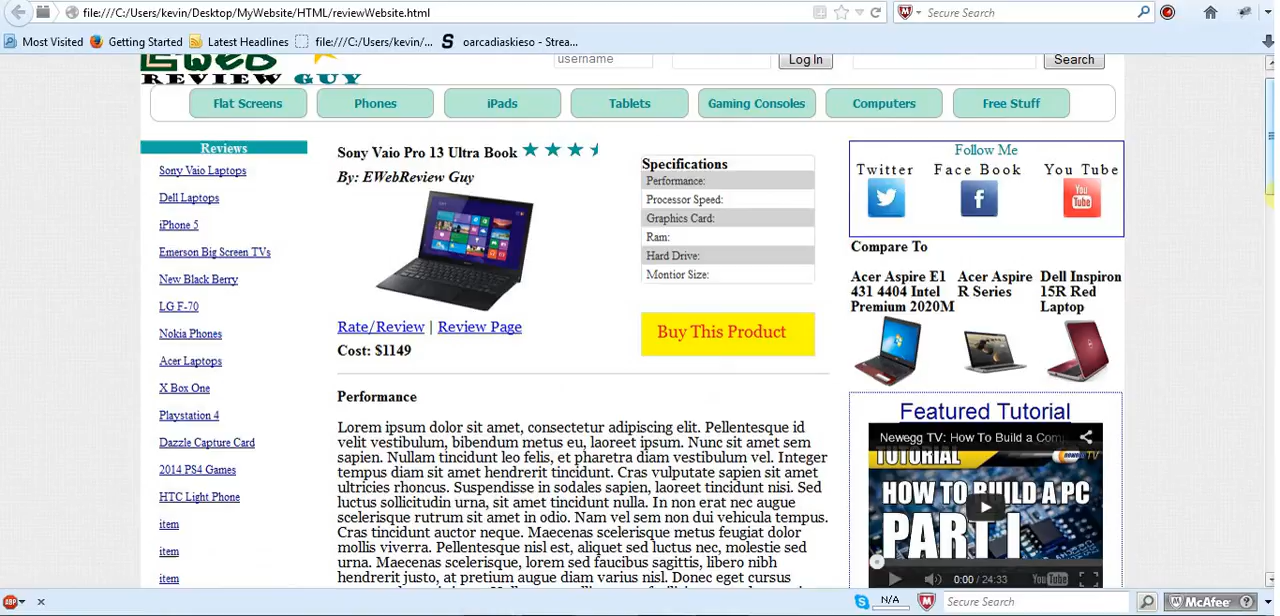 file:///C:/Users/kevin/Desktop/MyWebsite/HTML/reviewWebsite.html
Secure Search
Most Visited
Getting Started
Latest Headlines
file:///C:/Users/kevin/...
oarcadiaskieso - Strea...
EWeb
REVIEW GUY
username
Log In
Search
Flat Screens
Phones
iPads
Tablets
Gaming Consoles
Computers
Free Stuff
Reviews
Sony Vaio Laptops
Dell Laptops
iPhone 5
Emerson Big Screen TVs
New Black Berry
LG F-70
Nokia Phones
Acer Laptops
X Box One
Playstation 4
Dazzle Capture Card
2014 PS4 Games
HTC Light Phone
item
item
item
Sony Vaio Pro 13 Ultra Book
By: EWebReview Guy
Rate/Review | Review Page
Cost: $1149
Specifications
Performance:
Processor Speed:
Graphics Card:
Ram:
Hard Drive:
Montior Size:
Buy This Product
Performance
Lorem ipsum dolor sit amet, consectetur adipiscing elit. Pellentesque id
velit vestibulum, bibendum metus eu, laoreet ipsum. Nunc sit amet sem
sapien. Nullam tincidunt leo felis, et pharetra diam vestibulum vel. Integer
tempus diam sit amet hendrerit tincidunt. Cras vulputate sapien sit amet
ultricies rhoncus. Suspendisse in sodales sapien, laoreet tincidunt nisi. Sed
luctus sollicitudin urna, sit amet tincidunt nulla. In non erat nec augue
scelerisque rutrum sit amet in odio. Nam vel sem non dui vehicula tempus.
Cras tincidunt auctor neque. Maecenas scelerisque metus feugiat dolor
mollis viverra. Pellentesque nisl est, aliquet sed luctus nec, molestie sed
urna. Maecenas scelerisque, lorem sed faucibus sagittis, libero
hendrerit justo, at pretium augue diam varius nisl. Donec eget cursus
Follow Me
Twitter
Face Book
You Tube
You
Tube
Compare To
Acer Aspire E1
431 4404 Intel
Premium 2020M
Acer Aspire
R Series
Dell Inspiron
15R Red
Laptop
Featured Tutorial
Newegg TV: How To Build a Com
TUTORIAL
newegg TV
HOW TO BUILD A PC
PART I
0:00 / 24:33
YouTube
ABP
N/A
Secure Search
McAfee